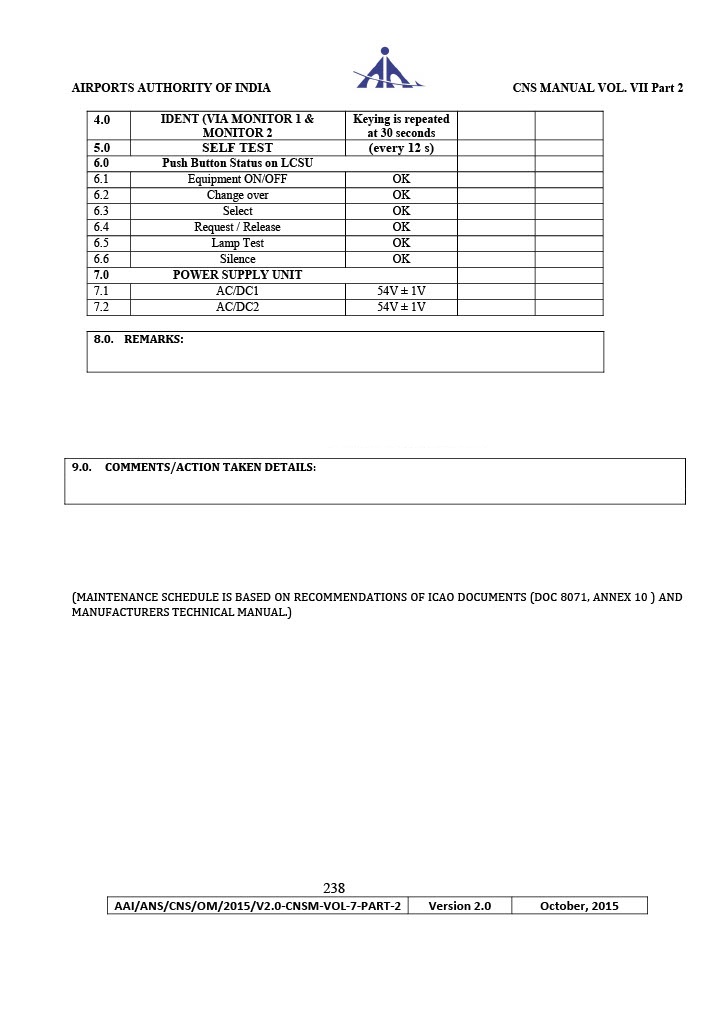 AIRPORTS AUTHORITY OF INDIA CNS MANUAL VOL. VII Part 2
4.0 IDENT (VIA MONITOR 1 & Keying is repeated
MONITOR 2 at 30 seconds
5.0 SELF TEST (every 12 s)
6.0 Push Button Status on LCSU
6.1 Equipment ON/OFF OK
6.2 Change over OK
6.3 Select OK
6.4 Request / Release OK
6.5 Lamp Test OK
6.6 Silence OK
7.0 POWER SUPPLY UNIT
7.1 AC/DC1 54V ± 1V
7.2 AC/DC2 54V ± 1V
8.0. REMARKS:
9.0. COMMENTS/ACTION TAKEN DETAILS:
(MAINTENANCE SCHEDULE IS BASED ON RECOMMENDATIONS OF ICAO DOCUMENTS (DOC 8071, ANNEX 10 ) AND
MANUFACTURERS TECHNICAL MANUAL.)
238
AAI/ANS/CNS/OM/2015/V2.0-CNSM-VOL-7-PART-2 Version 2.0 October, 2015